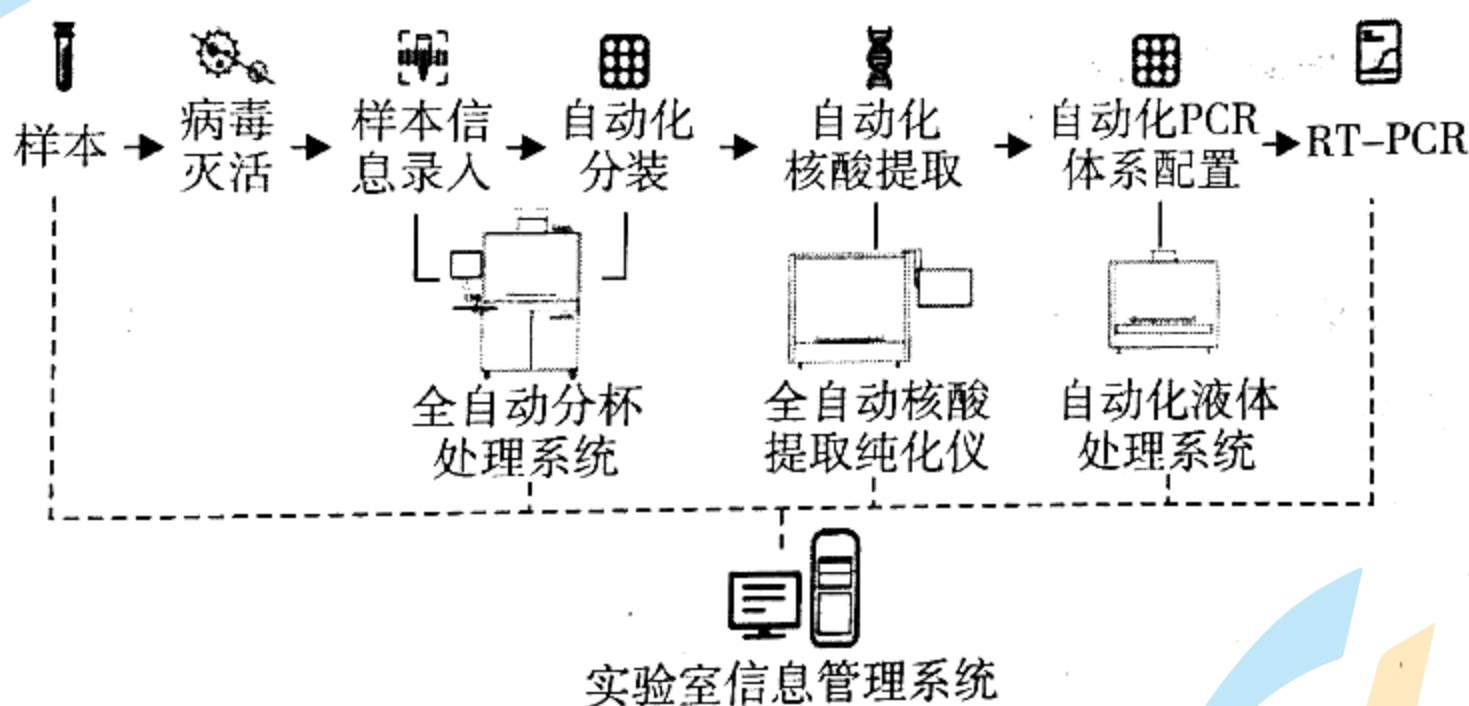 样本
病毒
灭活
样本信
息录入
自动化
分装
自动化
核酸提取
自动化PCR
体系配置
RT-PCR
全自动分杯
处理系统
全自动核酸
提取纯化仪
自动化液体
处理系统
实验室信息管理系统